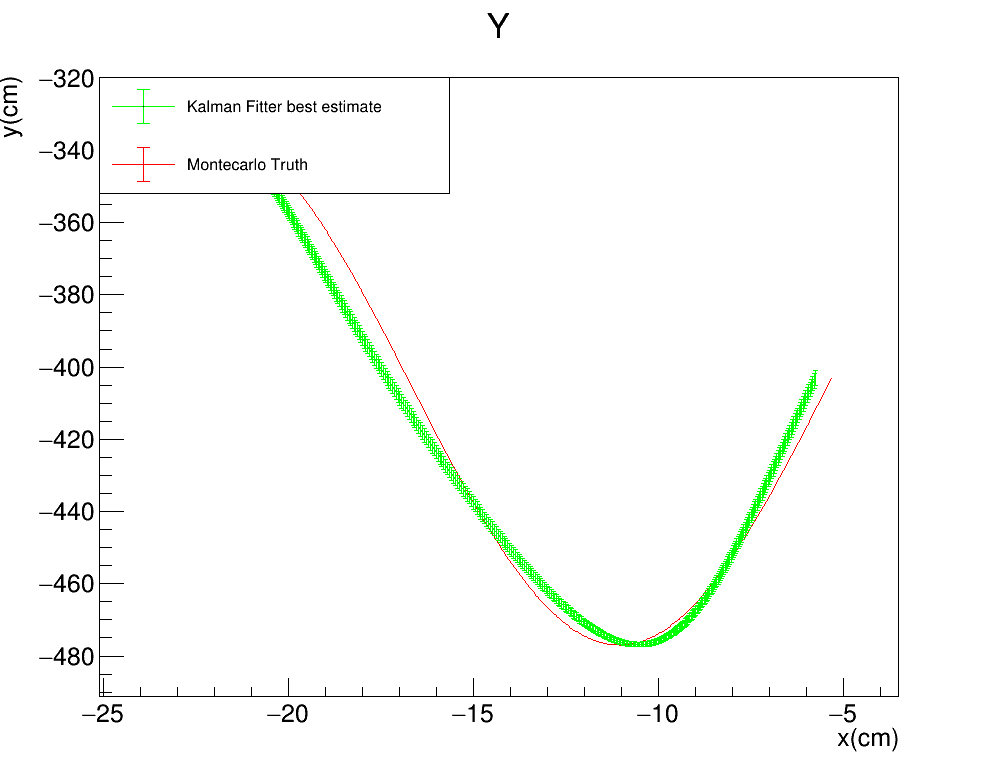 Y
y(cm)
−320
−340
−360
−380
−400
−420
−440
−460
−480
Kalman Fitter best estimate
Montecarlo Truth
−25 −20 −15 −10 −5
x(cm)